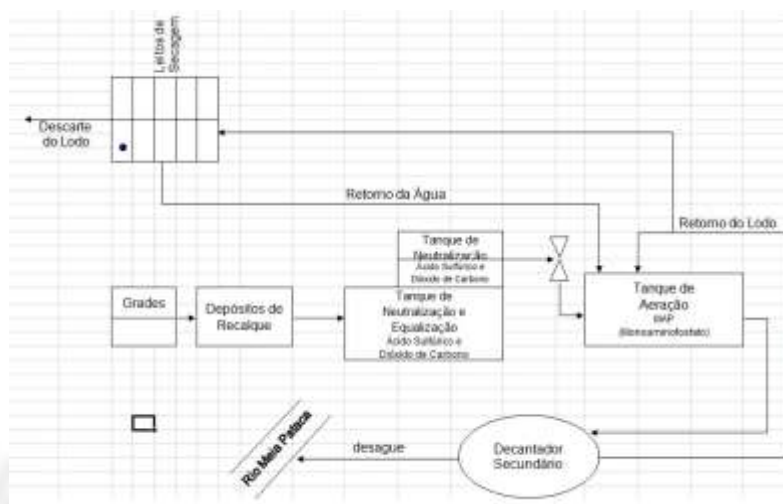 Leitos de
Secagem
Descarte
do Lodo
Retorno da Água
Retorno do Lodo
Tanque de
Neutralização
Ácido Sulfúrico e
Dióxido de Carbono
Grades
Depósitos de
Recalque
Tanque de
Neutralização e
Equalização
Ácido Sulfúrico e
Dióxido de Carbono
Tanque de
Aeração
MAP
(Monoaminofosfato)
Rio Meia Pataca
desague
Decantador
Secundário